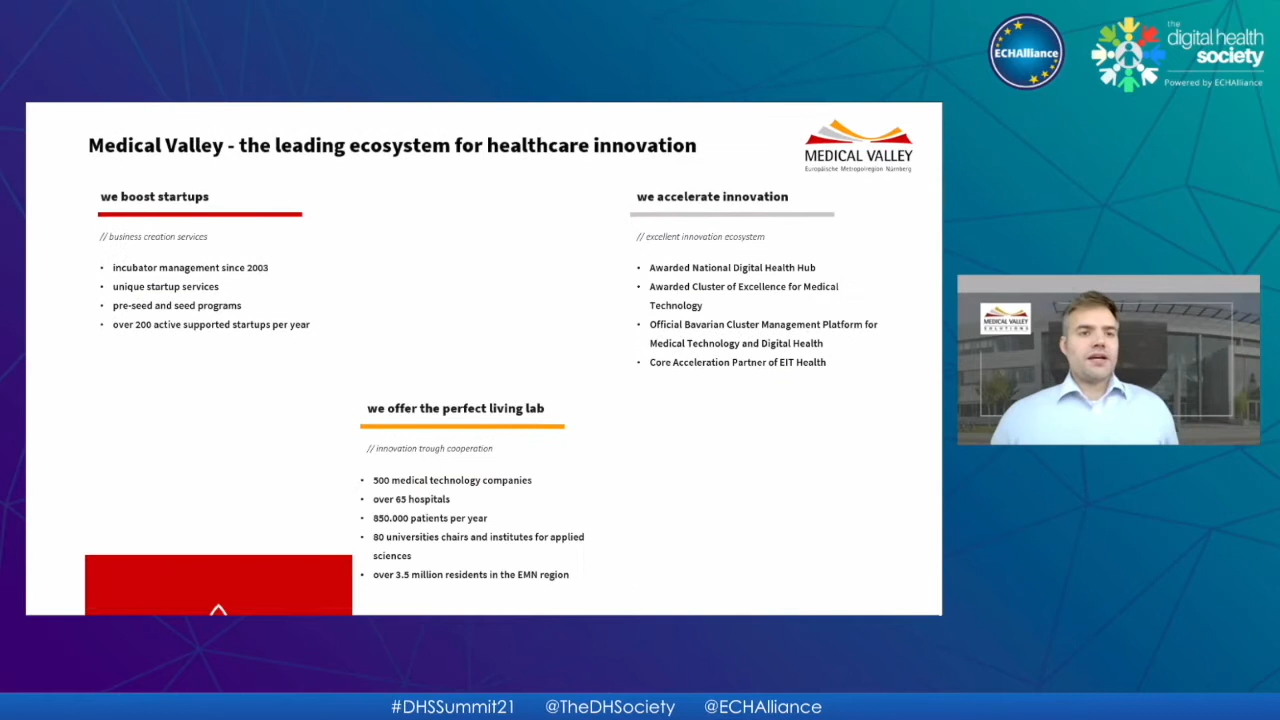 ECHAlliance
the
digital health
society
Powered by ECHAlliance
Medical Valley - the leading ecosystem for healthcare innovation
MEDICAL VALLEY
Europäische Metropolregion Nürnberg
we boost startups
// business creation services
• incubator management since 2003
• unique startup services
• pre-seed and seed programs
• over 200 active supported startups per year
we accelerate innovation
// excellent innovation ecosystem
• Awarded National Digital Health Hub
• Awarded Cluster of Excellence for Medical
Technology
• Official Bavarian Cluster Management Platform for
Medical Technology and Digital Health
• Core Acceleration Partner of EIT Health
we offer the perfect living lab
// innovation trough cooperation
• 500 medical technology companies
• over 65 hospitals
• 850.000 patients per year
• 80 universities chairs and institutes for applied
sciences
• over 3.5 million residents in the EMN region
MEDICAL VALLEY
SOLUTIONS
#DHSSummit21 @TheDHSociety @ECHAlliance